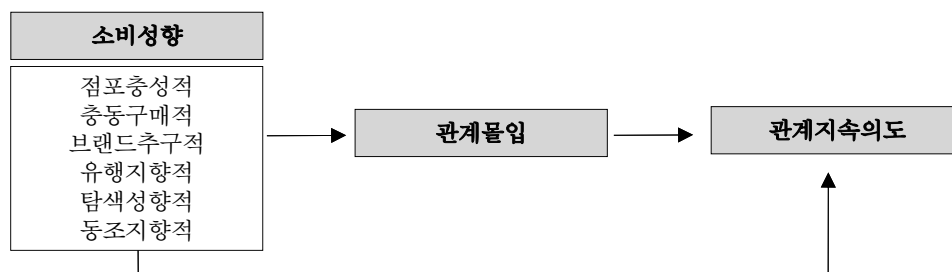 소비성향
점포충성적
충동구매적
브랜드추구적
유행지향적
탐색성향적
동조지향적
관계몰입
관계지속의도